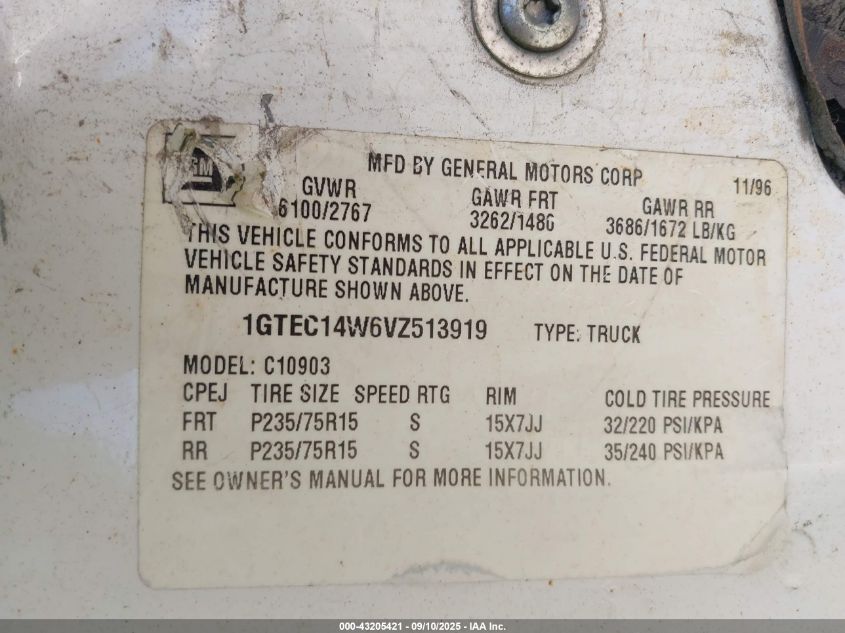 GM
MFD BY GENERAL MOTORS CORP 11/96
GVWR GAWR FRT GAWR RR
6100/2767 3262/1480 3686/1672 LB/KG
THIS VEHICLE CONFORMS TO ALL APPLICABLE U.S. FEDERAL MOTOR
VEHICLE SAFETY STANDARDS IN EFFECT ON THE DATE OF
MANUFACTURE SHOWN ABOVE.
1GTEC14W6VZ513919 TYPE: TRUCK
MODEL: C10903
CPEJ TIRE SIZE SPEED RTG RIM COLD TIRE PRESSURE
FRT P235/75R15 S 15X7JJ 32/220 PSI/KPA
RR P235/75R15 S 15X7JJ 35/240 PSI/KPA
SEE OWNER'S MANUAL FOR MORE INFORMATION.
000-43205421 - 09/10/2025 - IAA Inc.